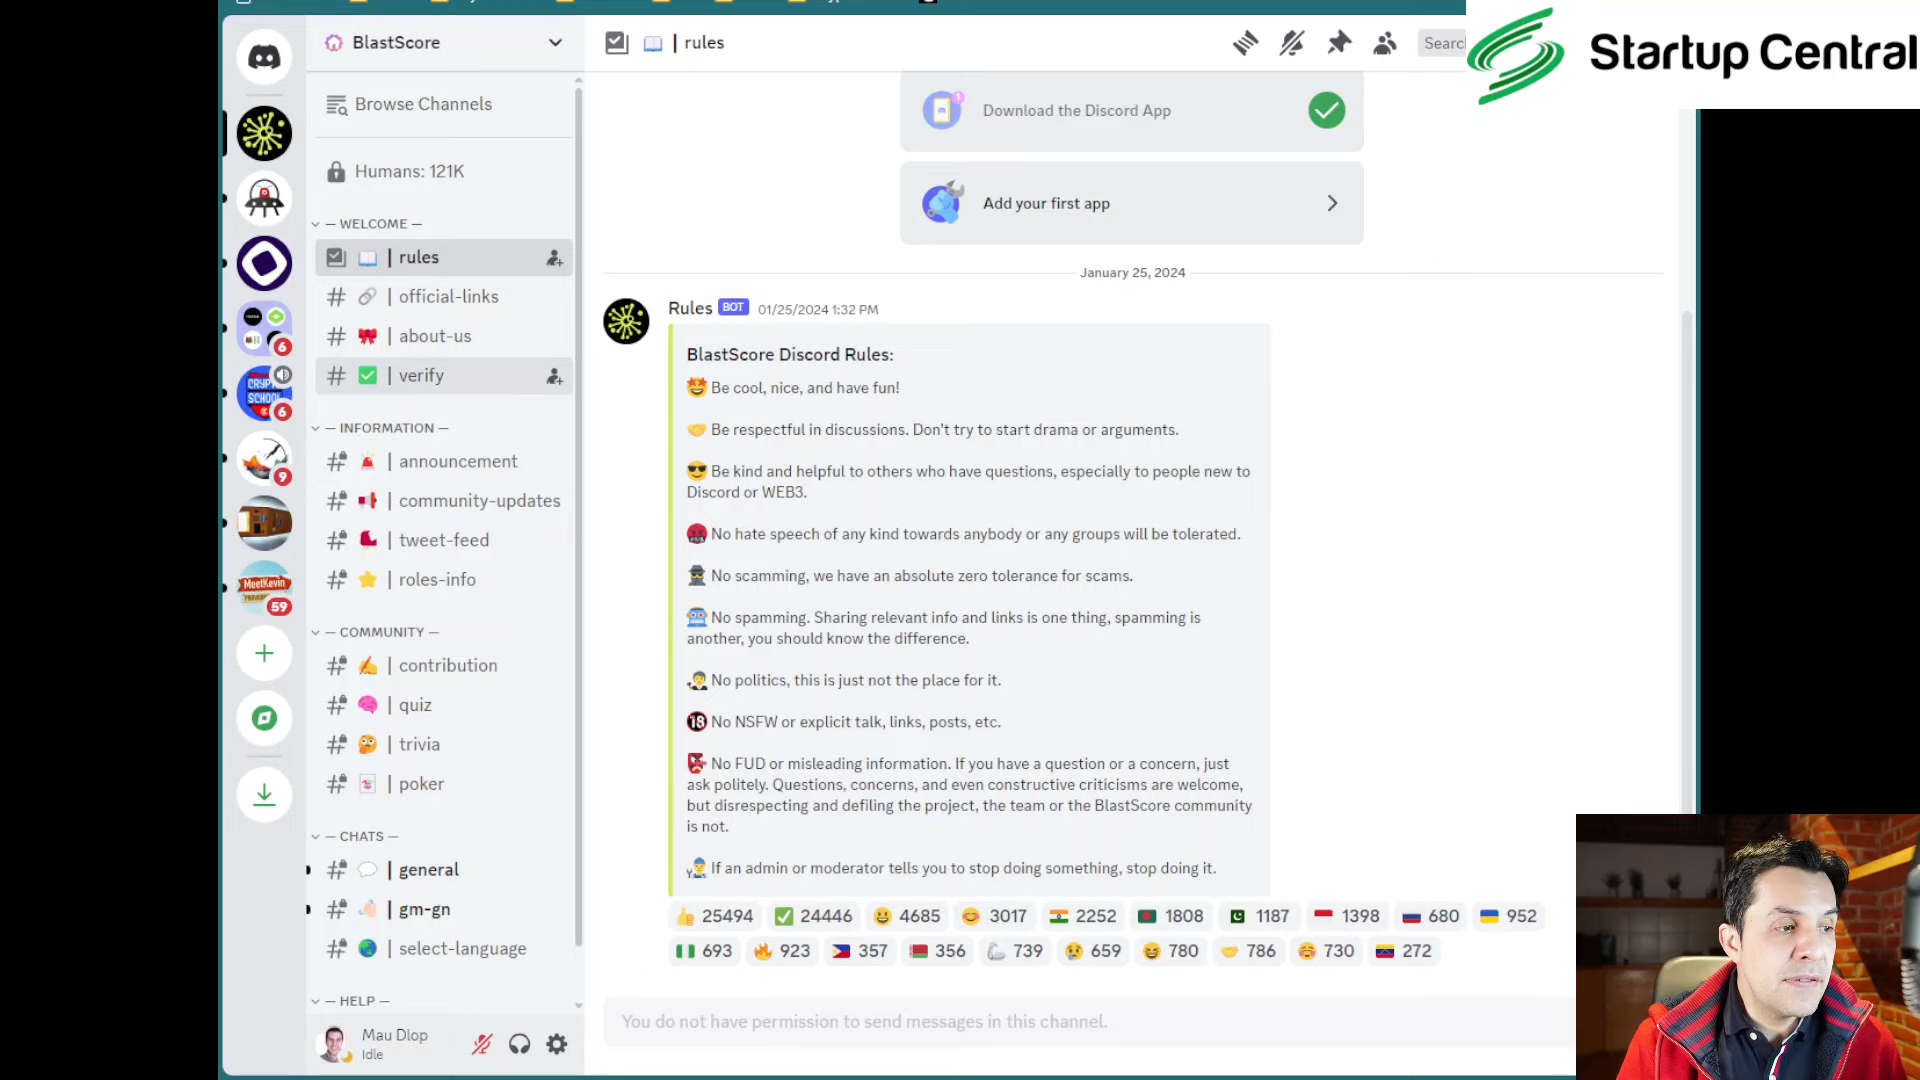 BlastScore
Browse Channels
Humans: 121K
— WELCOME —
| rules
| official-links
| about-us
| verify
— INFORMATION —
| announcement
| community-updates
| tweet-feed
| roles-info
— COMMUNITY —
| contribution
| quiz
| trivia
| poker
— CHATS —
| general
| gm-gn
| select-language
— HELP —
Mau Dlop
Idle
6
CRYP
SCHOOL
6
9
MeetKevin
59
| rules
Searc
Startup Central
Download the Discord App
Add your first app
January 25, 2024
Rules BOT 01/25/2024 1:32 PM
BlastScore Discord Rules:
Be cool, nice, and have fun!
Be respectful in discussions. Don't try to start drama or arguments.
Be kind and helpful to others who have questions, especially to people new to
Discord or WEB3.
No hate speech of any kind towards anybody or any groups will be tolerated.
No scamming, we have an absolute zero tolerance for scams.
No spamming. Sharing relevant info and links is one thing, spamming is
another, you should know the difference.
No politics, this is just not the place for it.
18 No NSFW or explicit talk, links, posts, etc.
No FUD or misleading information. If you have a question or a concern, just
ask politely. Questions, concerns, and even constructive criticisms are welcome,
but disrespecting and defiling the project, the team or the BlastScore community
is not.
If an admin or moderator tells you to stop doing something, stop doing it.
25494 24446 4685 3017 2252 1808 1187 1398 680 952
693 923 357 356 739 659 780 786 730 272
You do not have permission to send messages in this channel.